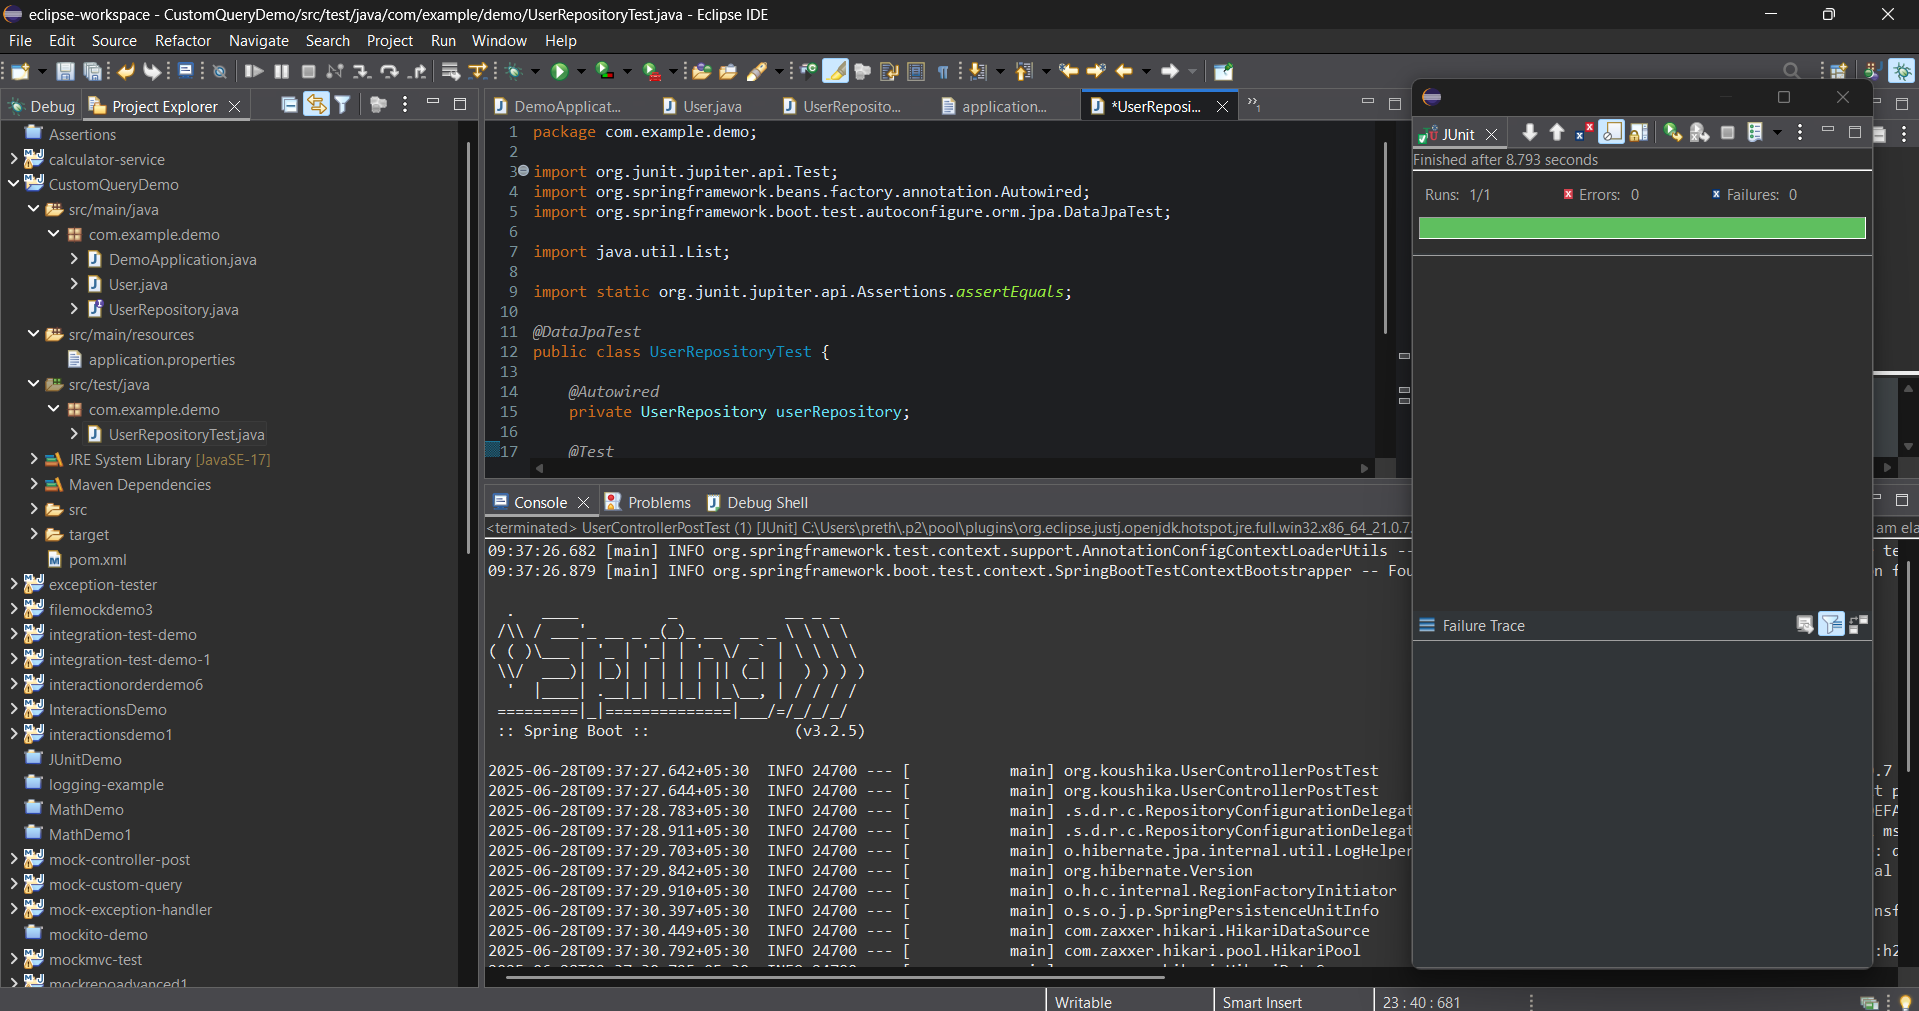 eclipse-workspace - CustomQueryDemo/src/test/java/com/example/demo/UserRepositoryTest.java - Eclipse IDE
File Edit Source Refactor Navigate Search Project Run Window Help
Debug Project Explorer
Assertions
calculator-service
CustomQueryDemo
src/main/java
com.example.demo
DemoApplication.java
User.java
UserRepository.java
src/main/resources
application.properties
src/test/java
com.example.demo
UserRepositoryTest.java
JRE System Library [JavaSE-17]
Maven Dependencies
src
target
pom.xml
exception-tester
filemockdemo3
integration-test-demo
integration-test-demo-1
interactionorderdemo6
InteractionsDemo
interactionsdemo1
JUnitDemo
logging-example
MathDemo
MathDemo1
mock-controller-post
mock-custom-query
mock-exception-handler
mockito-demo
mockmvc-test
mockrepoadvanced1
DemoApplicat... User.java UserReposito... application... *UserReposi... »1
1 package com.example.demo;
2
3 import org.junit.jupiter.api.Test;
4 import org.springframework.beans.factory.annotation.Autowired;
5 import org.springframework.boot.test.autoconfigure.orm.jpa.DataJpaTest;
6
7 import java.util.List;
8
9 import static org.junit.jupiter.api.Assertions.assertEquals;
10
11 @DataJpaTest
12 public class UserRepositoryTest {
13
14 @Autowired
15 private UserRepository userRepository;
16
17 @Test
Console Problems Debug Shell
<terminated> UserControllerPostTest (1) [JUnit] C:\Users\preth\.p2\pool\plugins\org.eclipse.justj.openjdk.hotspot.jre.full.win32.x86_64_21.0.7. am ela
09:37:26.682 [main] INFO org.springframework.test.context.support.AnnotationConfigContextLoaderUtils -- te
09:37:26.879 [main] INFO org.springframework.boot.test.context.SpringBootTestContextBootstrapper -- Fou n f
Spring
:: Spring Boot :: (v3.2.5)
2025-06-28T09:37:27.642+05:30 INFO 24700 --- [ main] org.koushika.UserControllerPostTest .7
2025-06-28T09:37:27.644+05:30 INFO 24700 --- [ main] org.koushika.UserControllerPostTest t p
2025-06-28T09:37:28.783+05:30 INFO 24700 --- [ main] .s.d.r.c.RepositoryConfigurationDelegat EFA
2025-06-28T09:37:28.911+05:30 INFO 24700 --- [ main] .s.d.r.c.RepositoryConfigurationDelegat ms
2025-06-28T09:37:29.703+05:30 INFO 24700 --- [ main] o.hibernate.jpa.internal.util.LogHelper :
2025-06-28T09:37:29.842+05:30 INFO 24700 --- [ main] org.hibernate.Version al
2025-06-28T09:37:29.910+05:30 INFO 24700 --- [ main] o.h.c.internal.RegionFactoryInitiator
2025-06-28T09:37:30.397+05:30 INFO 24700 --- [ main] o.s.o.j.p.SpringPersistenceUnitInfo nsf
2025-06-28T09:37:30.449+05:30 INFO 24700 --- [ main] com.zaxxer.hikari.HikariDataSource
2025-06-28T09:37:30.792+05:30 INFO 24700 --- [ main] com.zaxxer.hikari.pool.HikariPool :h2
JUnit
Finished after 8.793 seconds
Runs: 1/1 Errors: 0 Failures: 0
Failure Trace
Writable Smart Insert 23 : 40 : 681